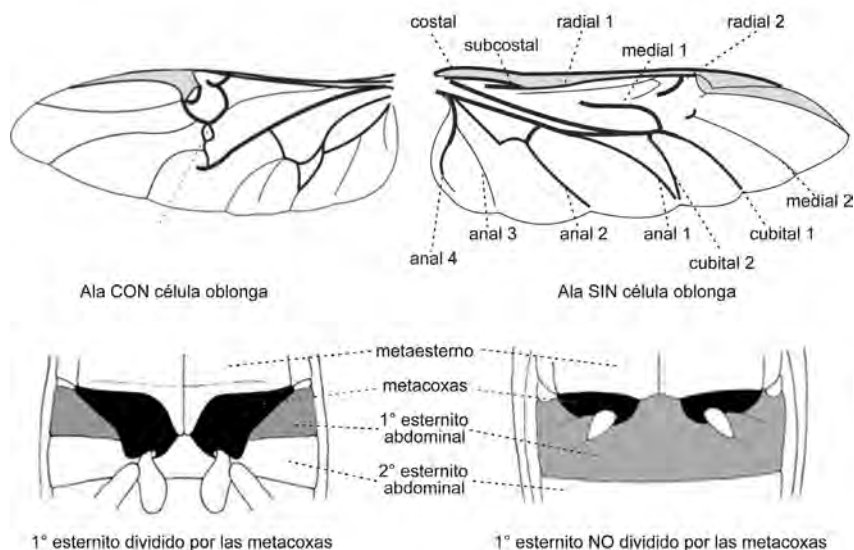 costal
subcostal
radial 1
medial 1
radial 2
medial 2
cubital 1
cubital 2
anal 1
anal 2
anal 3
anal 4
Ala CON célula oblonga
Ala SIN célula oblonga
metaesterno
metacoxas
1° esternito
abdominal
2° esternito
abdominal
1° esternito dividido por las metacoxas
1° esternito NO dividido por las metacoxas